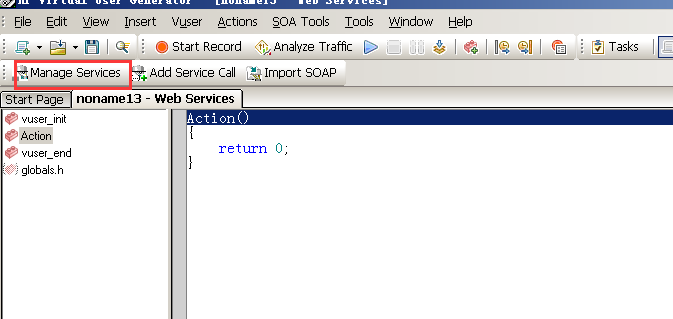 HP Virtual User Generator - [noname13 - Web Services]
File Edit View Insert Vuser Actions SOA Tools Tools Window Help
Start Record Analyze Traffic Tasks
Manage Services Add Service Call Import SOAP
Start Page noname13 - Web Services
vuser_init
Action
vuser_end
globals.h
Action()
{
return 0;
}